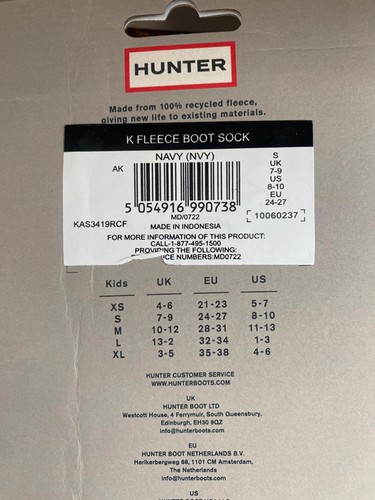 HUNTER
Made from 100% recycled fleece,
giving new life to existing materials.
K FLEECE BOOT SOCK
NAVY (NVY)
AK
S
UK
7-9
US
8-10
EU
24-27
5 054916 990738
MD/0722
KAS3419RCF
MADE IN INDONESIA
10060237
FOR MORE INFORMATION OF THIS PRODUCT:
CALL-1-877-495-1500
PROVIDING THE FOLLOWING:
CE NUMBERS:MD0722
Kids UK EU US
XS 4-6 21-23 5-7
S 7-9 24-27 8-10
M 10-12 28-31 11-13
L 13-2 32-34 1-3
XL 3-5 35-38 4-6
HUNTER CUSTOMER SERVICE
WWW.HUNTERBOOTS.COM
UK
HUNTER BOOT LTD
Westcott House, 4 Ferrymuir, South Queensbury,
Edinburgh, EH30 9QZ
info@hunterboots.com
EU
HUNTER BOOT NETHERLANDS B.V.
Herikerbergweg 88, 1101 CM Amsterdam,
The Netherlands
info@hunterboots.com
US